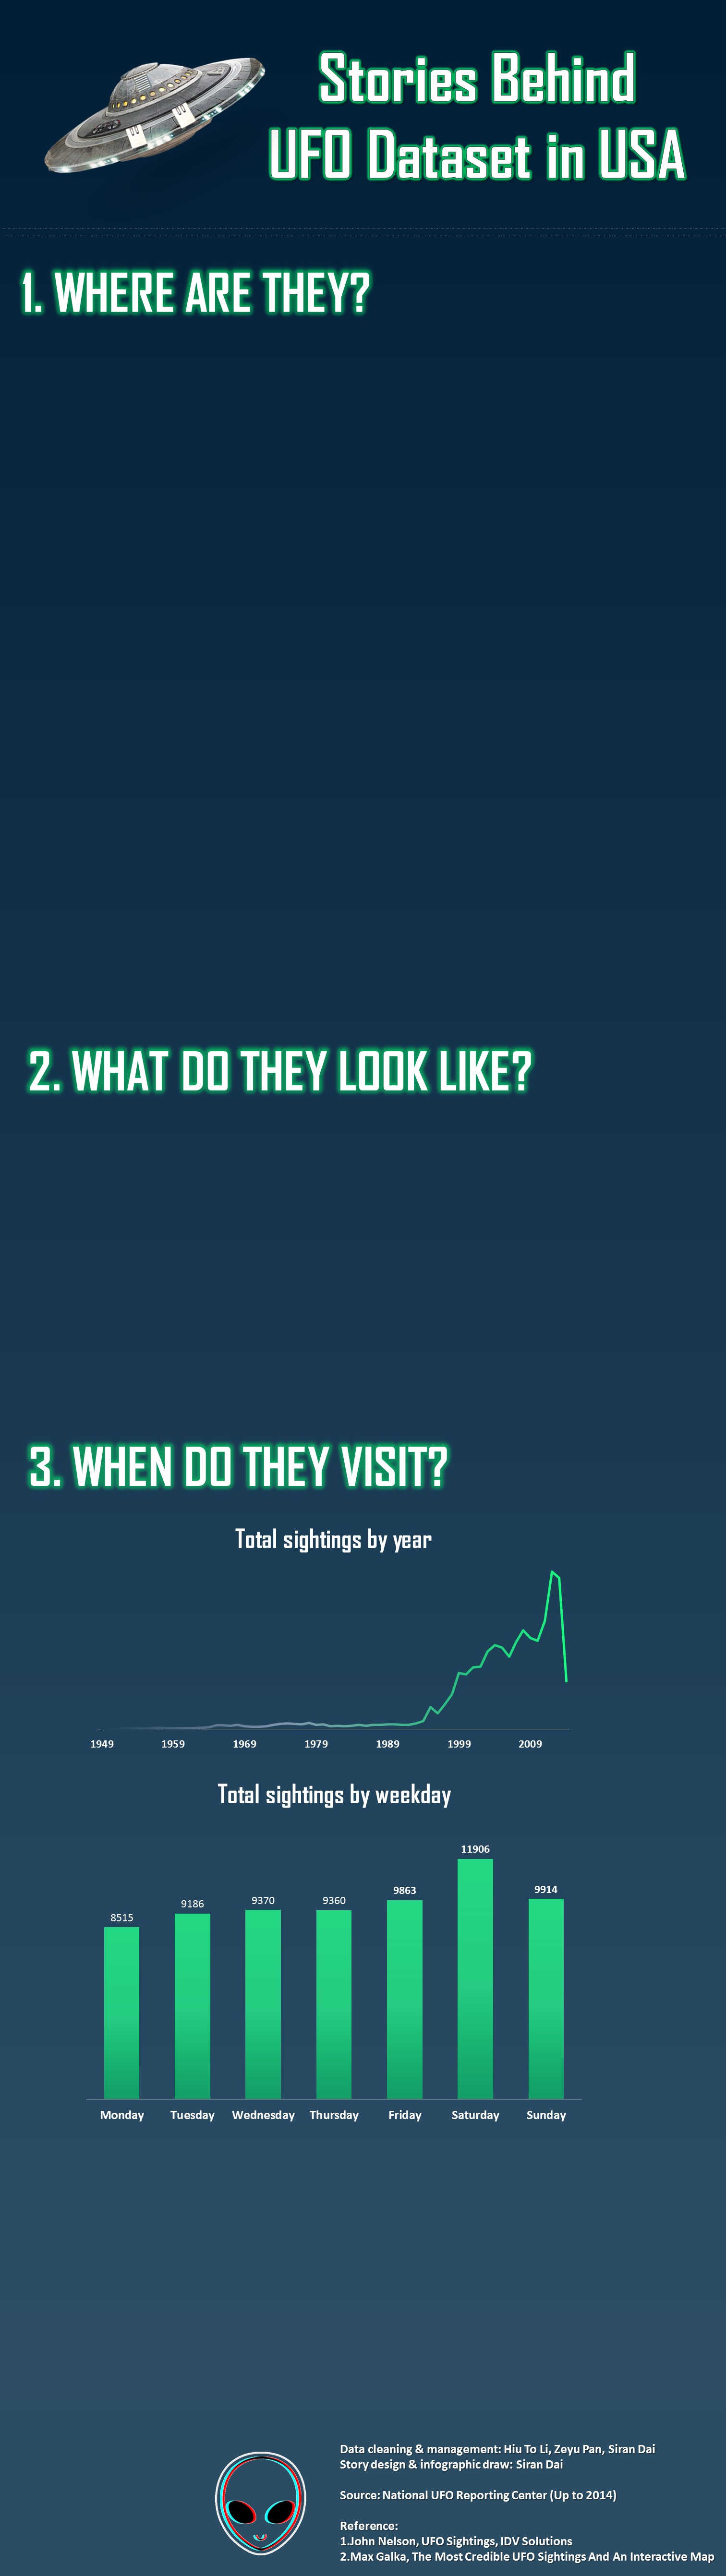 Stories Behind
UFO Dataset in USA
1. WHERE ARE THEY?
2. WHAT DO THEY LOOK LIKE?
3. WHEN DO THEY VISIT?
Total sightings by year
1949 1959 1969 1979 1989 1999 2009
Total sightings by weekday
8515 9186 9370 9360 9863 11906 9914
Monday Tuesday Wednesday Thursday Friday Saturday Sunday
Data cleaning & management: Hiu To Li, Zeyu Pan, Siran Dai
Story design & infographic draw: Siran Dai
Source: National UFO Reporting Center (Up to 2014)
Reference:
1.John Nelson, UFO Sightings, IDV Solutions
2.Max Galka, The Most Credible UFO Sightings And An Interactive Map